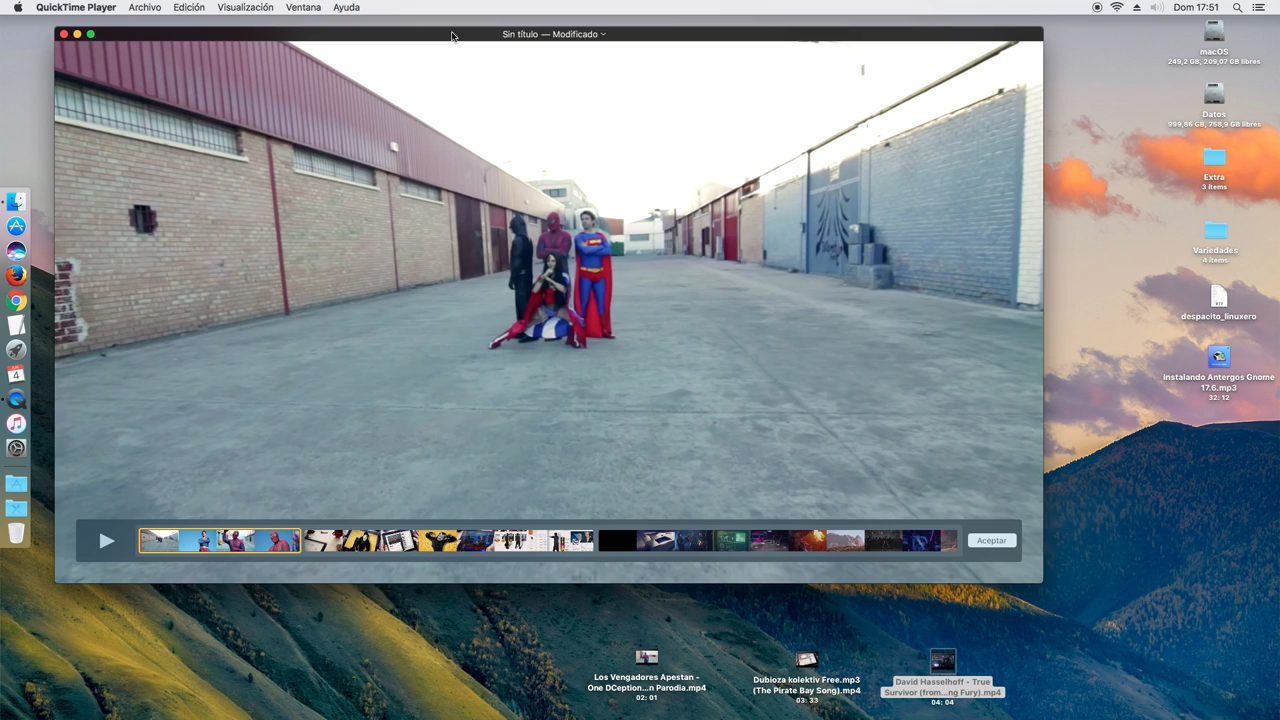 QuickTime Player Archivo Edición Visualización Ventana Ayuda
Dom 17:51
Sin título — Modificado
macOS
249,2 GB, 209,07 GB libres
Datos
999,86 GB, 758,9 GB libres
Extra
3 ítems
Variedades
4 ítems
despacito_linuxero
Instalando Antergos Gnome
17.6.mp3
32: 12
4
Aceptar
Los Vengadores Apestan -
One DCeption...n Parodia.mp4
02: 01
Dubioza kolektiv Free.mp3
(The Pirate Bay Song).mp4
03: 33
David Hasselhoff - True
Survivor (from...ng Fury).mp4
04: 04